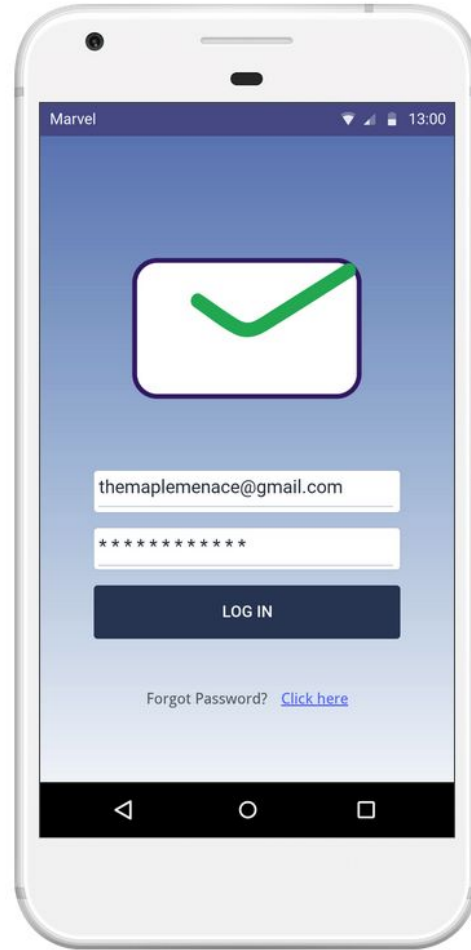 Marvel 13:00
themaplemenace@gmail.com
************
LOG IN
Forgot Password? Click here